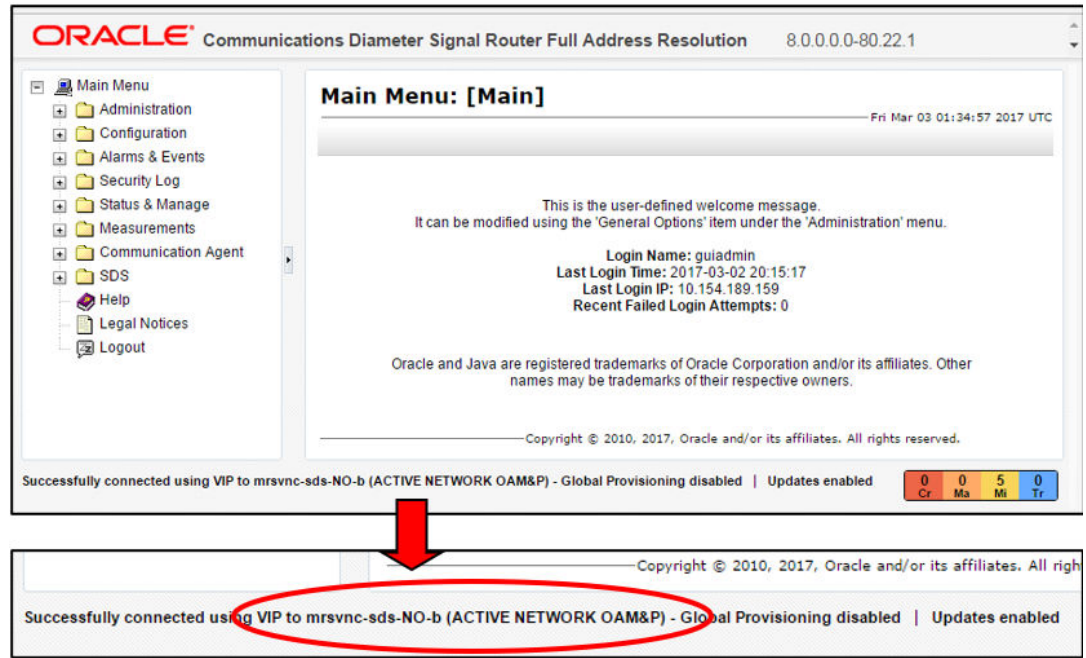 ORACLE® Communications Diameter Signal Router Full Address Resolution 8.0.0.0.0-80.22.1
Main Menu
Administration
Configuration
Alarms & Events
Security Log
Status & Manage
Measurements
Communication Agent
SDS
Help
Legal Notices
Logout
Main Menu: [Main]
Fri Mar 03 01:34:57 2017 UTC
This is the user-defined welcome message.
It can be modified using the 'General Options' item under the 'Administration' menu.
Login Name: guiadmin
Last Login Time: 2017-03-02 20:15:17
Last Login IP: 10.154.189.159
Recent Failed Login Attempts: 0
Oracle and Java are registered trademarks of Oracle Corporation and/or its affiliates. Other
names may be trademarks of their respective owners.
Copyright © 2010, 2017, Oracle and/or its affiliates. All rights reserved.
Successfully connected using VIP to mrsvnc-sds-NO-b (ACTIVE NETWORK OAM&P) - Global Provisioning disabled | Updates enabled
0 0 5 0
Cr Ma Mi Tr
Copyright © 2010, 2017, Oracle and/or its affiliates. All righ
Successfully connected using VIP to mrsvnc-sds-NO-b (ACTIVE NETWORK OAM&P) - Global Provisioning disabled | Updates enabled